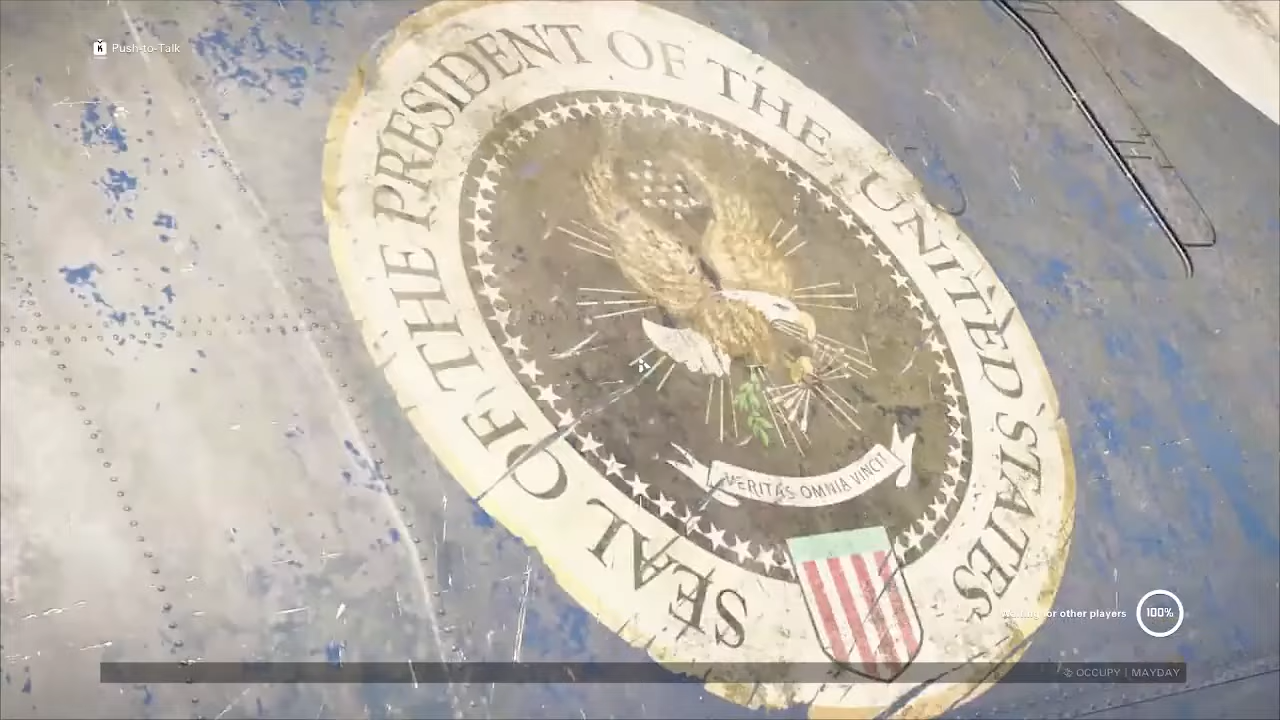 Push-to-Talk
SEAL OF THE PRESIDENT OF THE UNITED STATES
VERITAS OMNIA VINCIT
Waiting for other players
100%
OCCUPY | MAYDAY